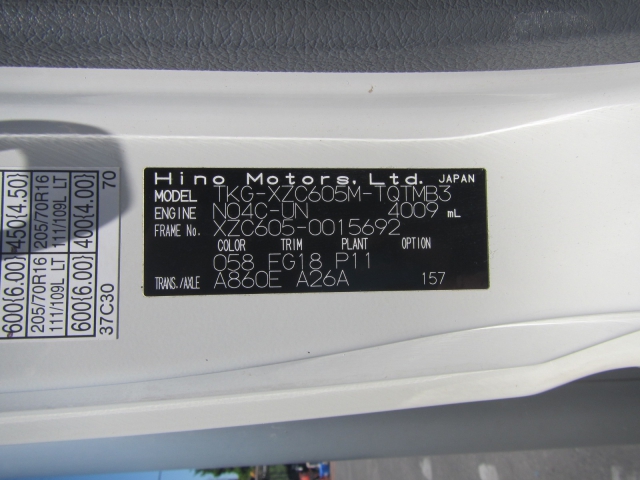 Hino Motors, Ltd. JAPAN
MODEL TKG-XZC605M-TQTMB3
ENGINE N04C-UN 4009 mL
FRAME No. XZC605-0015692
COLOR TRIM PLANT OPTION
058 FG18 P11
TRANS./AXLE A860E A26A 157
600(6.00) 450(4.50)
205/70R16 205/70R16
111/109L LT 111/109L LT
600(6.00) 400(4.00)
37C30 70